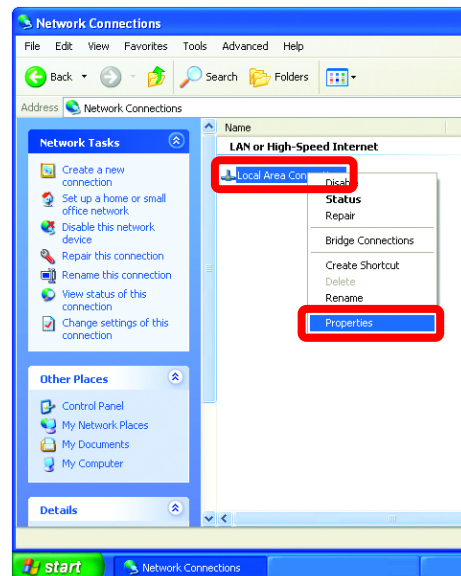 Network Connections
File Edit View Favorites Tools Advanced Help
Back Search Folders
Address Network Connections
Network Tasks
Create a new
connection
Set up a home or small
office network
Disable this network
device
Repair this connection
Rename this connection
View status of this
connection
Change settings of this
connection
Other Places
Control Panel
My Network Places
My Documents
My Computer
Details
Name
LAN or High-Speed Internet
Local Area Con
Disable
Status
Repair
Bridge Connections
Create Shortcut
Delete
Rename
Properties
start Network Connections